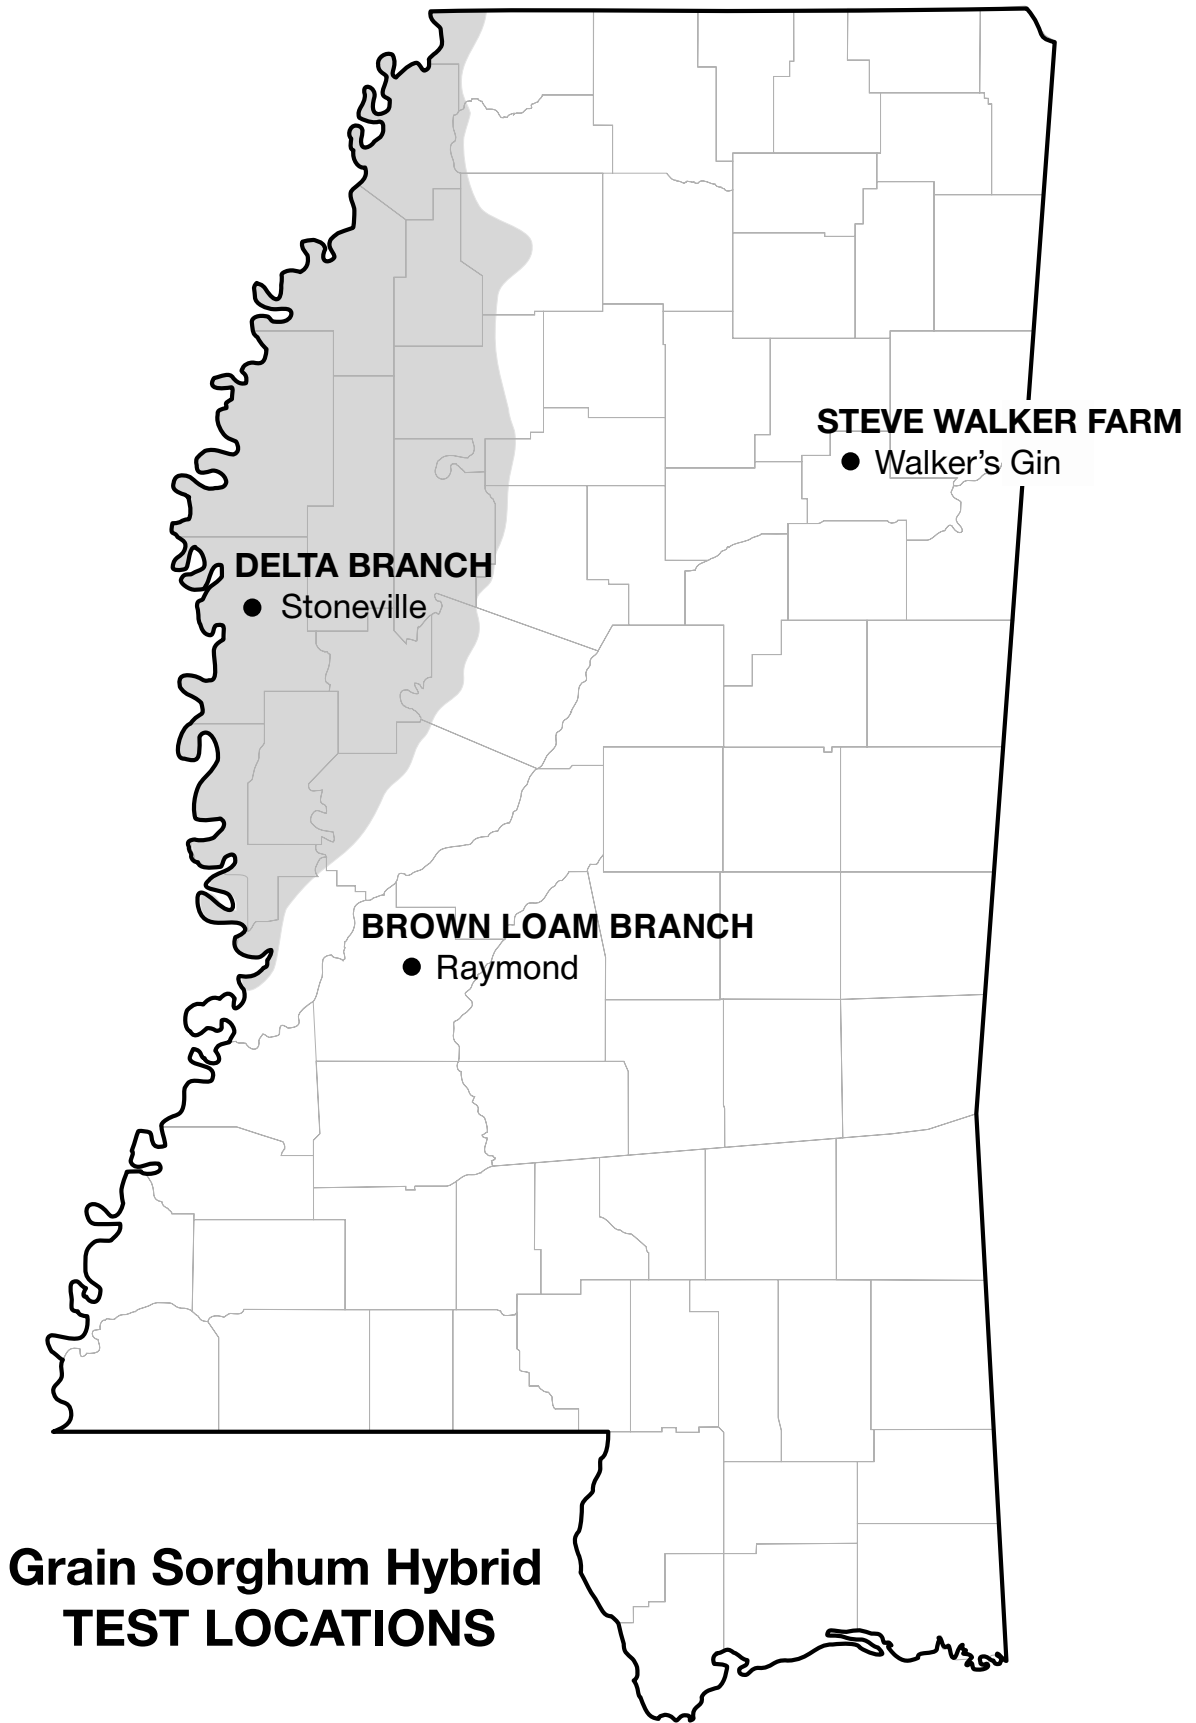 STEVE WALKER FARM
Walker's Gin
DELTA BRANCH
Stoneville
BROWN LOAM BRANCH
Raymond
Grain Sorghum Hybrid
TEST LOCATIONS